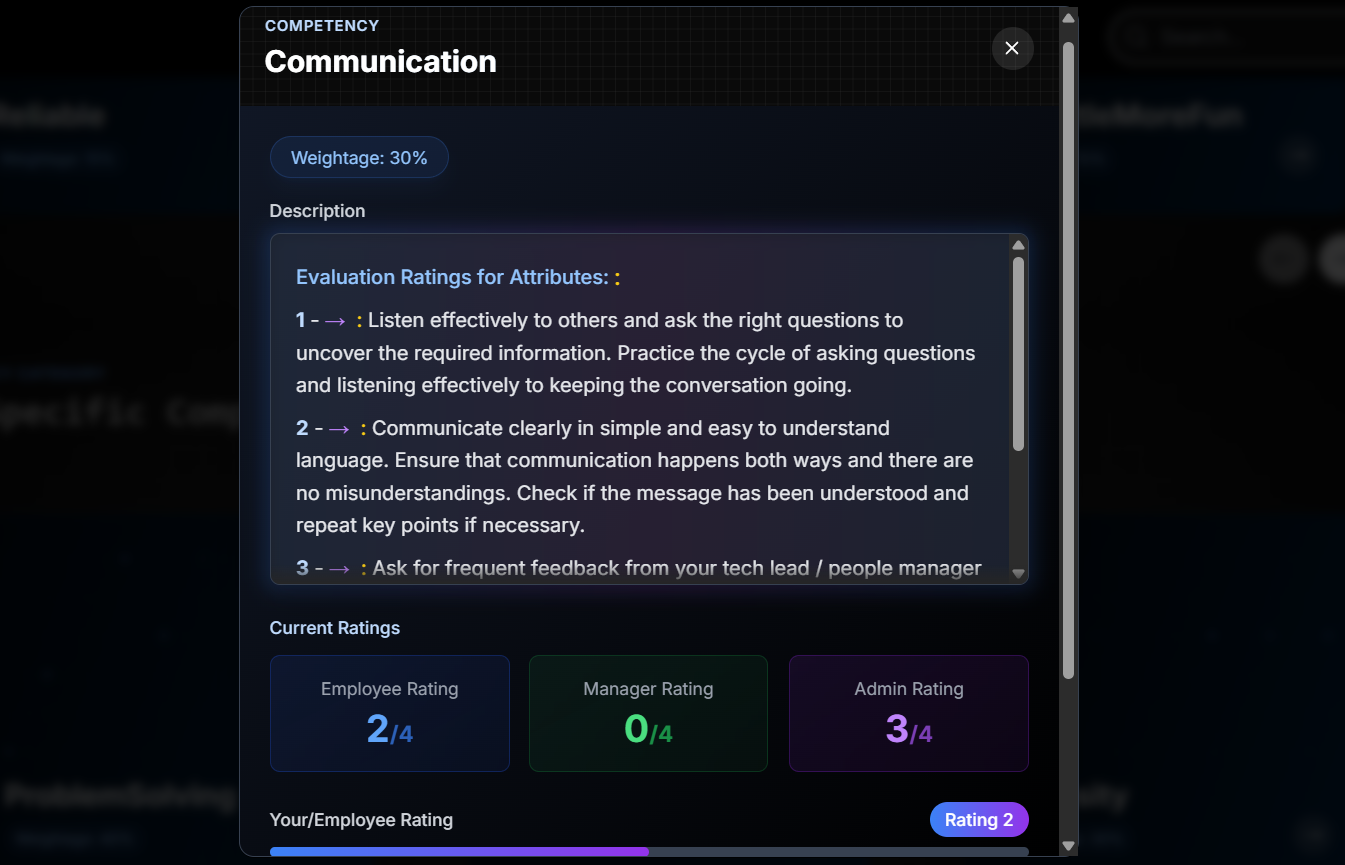 COMPETENCY
Communication
Weightage: 30%
Description
Evaluation Ratings for Attributes: :
1 - → : Listen effectively to others and ask the right questions to
uncover the required information. Practice the cycle of asking questions
and listening effectively to keeping the conversation going.
2 - → : Communicate clearly in simple and easy to understand
language. Ensure that communication happens both ways and there are
no misunderstandings. Check if the message has been understood and
repeat key points if necessary.
3 - → : Ask for frequent feedback from your tech lead / people manager
Current Ratings
Employee Rating
2/4
Manager Rating
0/4
Admin Rating
3/4
Your/Employee Rating
Rating 2
Reliable
ProblemSolving